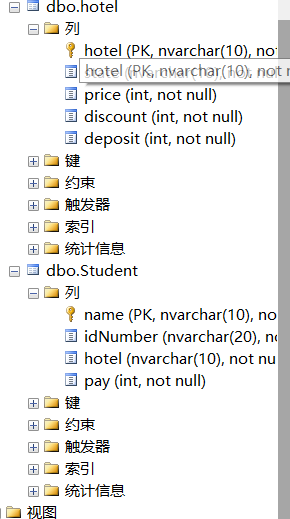 dbo.hotel
列
hotel (PK, nvarchar(10), not
hotel (PK, nvarchar(10), not n
price (int, not null)
discount (int, not null)
deposit (int, not null)
键
约束
触发器
索引
统计信息
dbo.Student
列
name (PK, nvarchar(10), no
idNumber (nvarchar(20), no
hotel (nvarchar(10), not nu
pay (int, not null)
键
约束
触发器
索引
统计信息
视图